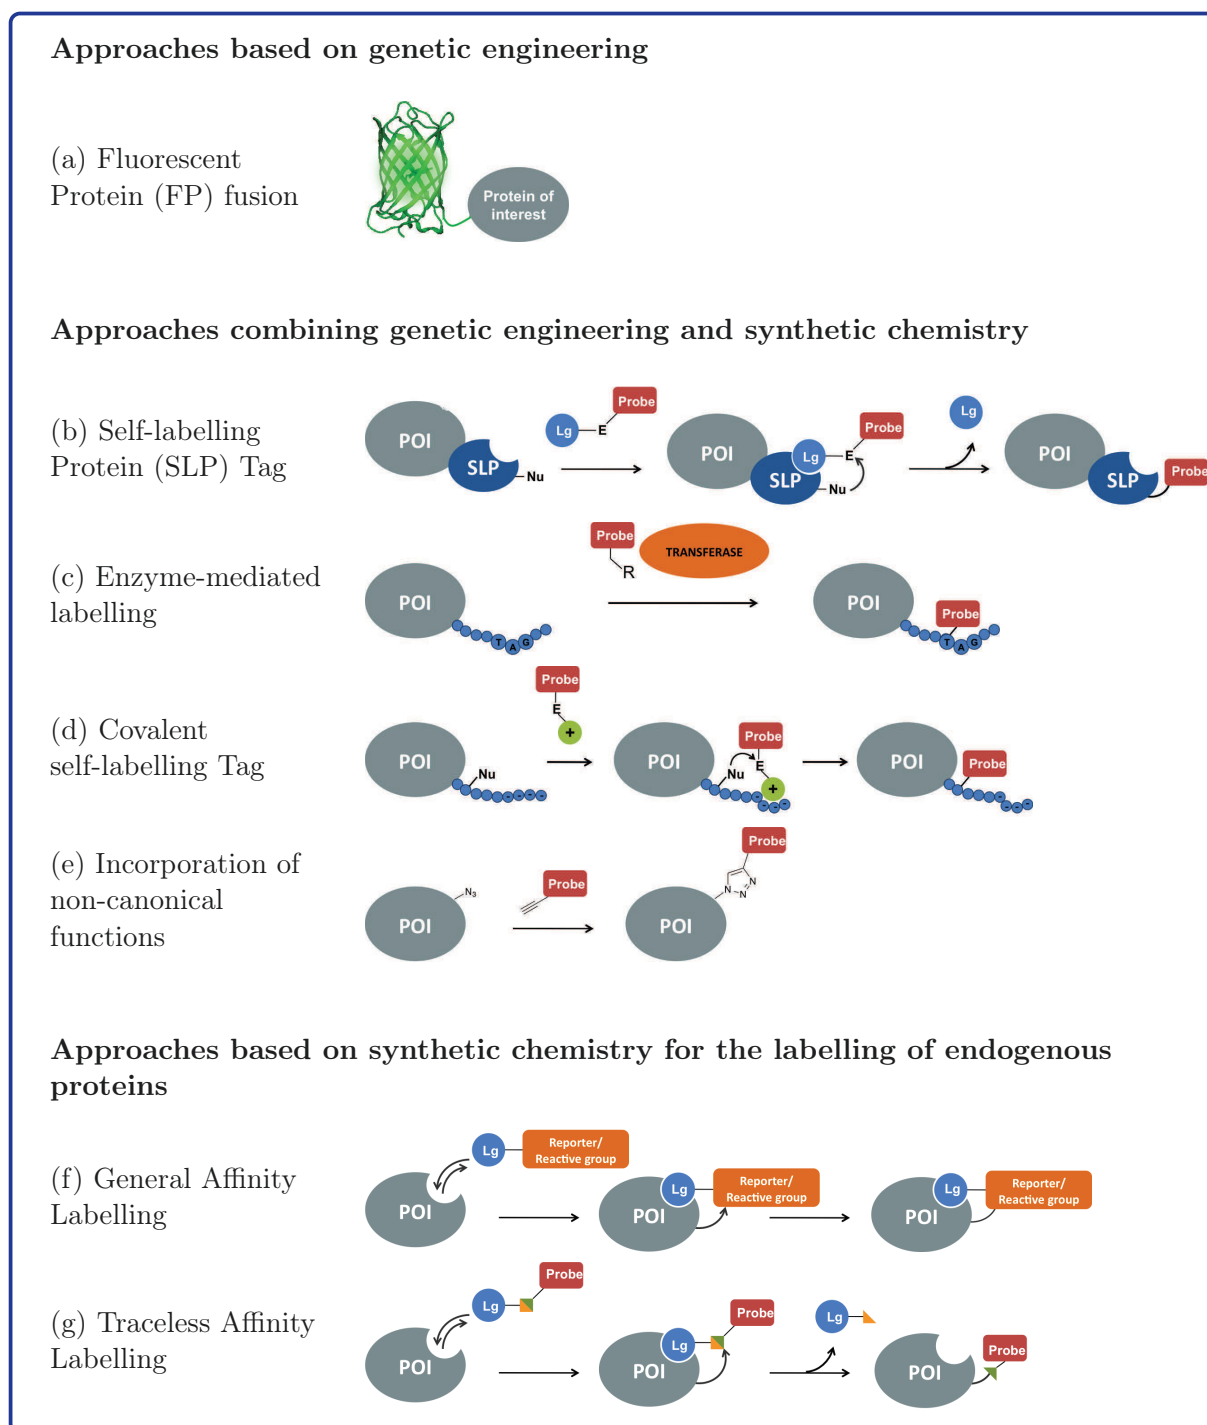 Approaches based on genetic engineering
(a) Fluorescent
Protein (FP) fusion
Protein of
interest
Approaches combining genetic engineering and synthetic chemistry
(b) Self-labelling
Protein (SLP) Tag
POI
SLP
Nu
Lg
E
Probe
POI
SLP
Lg
E
Probe
Nu
Lg
POI
SLP
Probe
(c) Enzyme-mediated
labelling
POI
T A G
Probe
R
TRANSFERASE
POI
Probe
T A G
(d) Covalent
self-labelling Tag
POI
Nu
- - - -
Probe
E
+
POI
Nu
Probe
E
+
- - - -
POI
Probe
- - - -
(e) Incorporation of
non-canonical
functions
POI
N3
Probe
POI
Probe
N
N
N
Approaches based on synthetic chemistry for the labelling of endogenous
proteins
(f) General Affinity
Labelling
POI
Lg
Reporter/
Reactive group
POI
Lg
Reporter/
Reactive group
POI
Lg
Reporter/
Reactive group
(g) Traceless Affinity
Labelling
POI
Lg
Probe
POI
Lg
Probe
Lg
POI
Probe